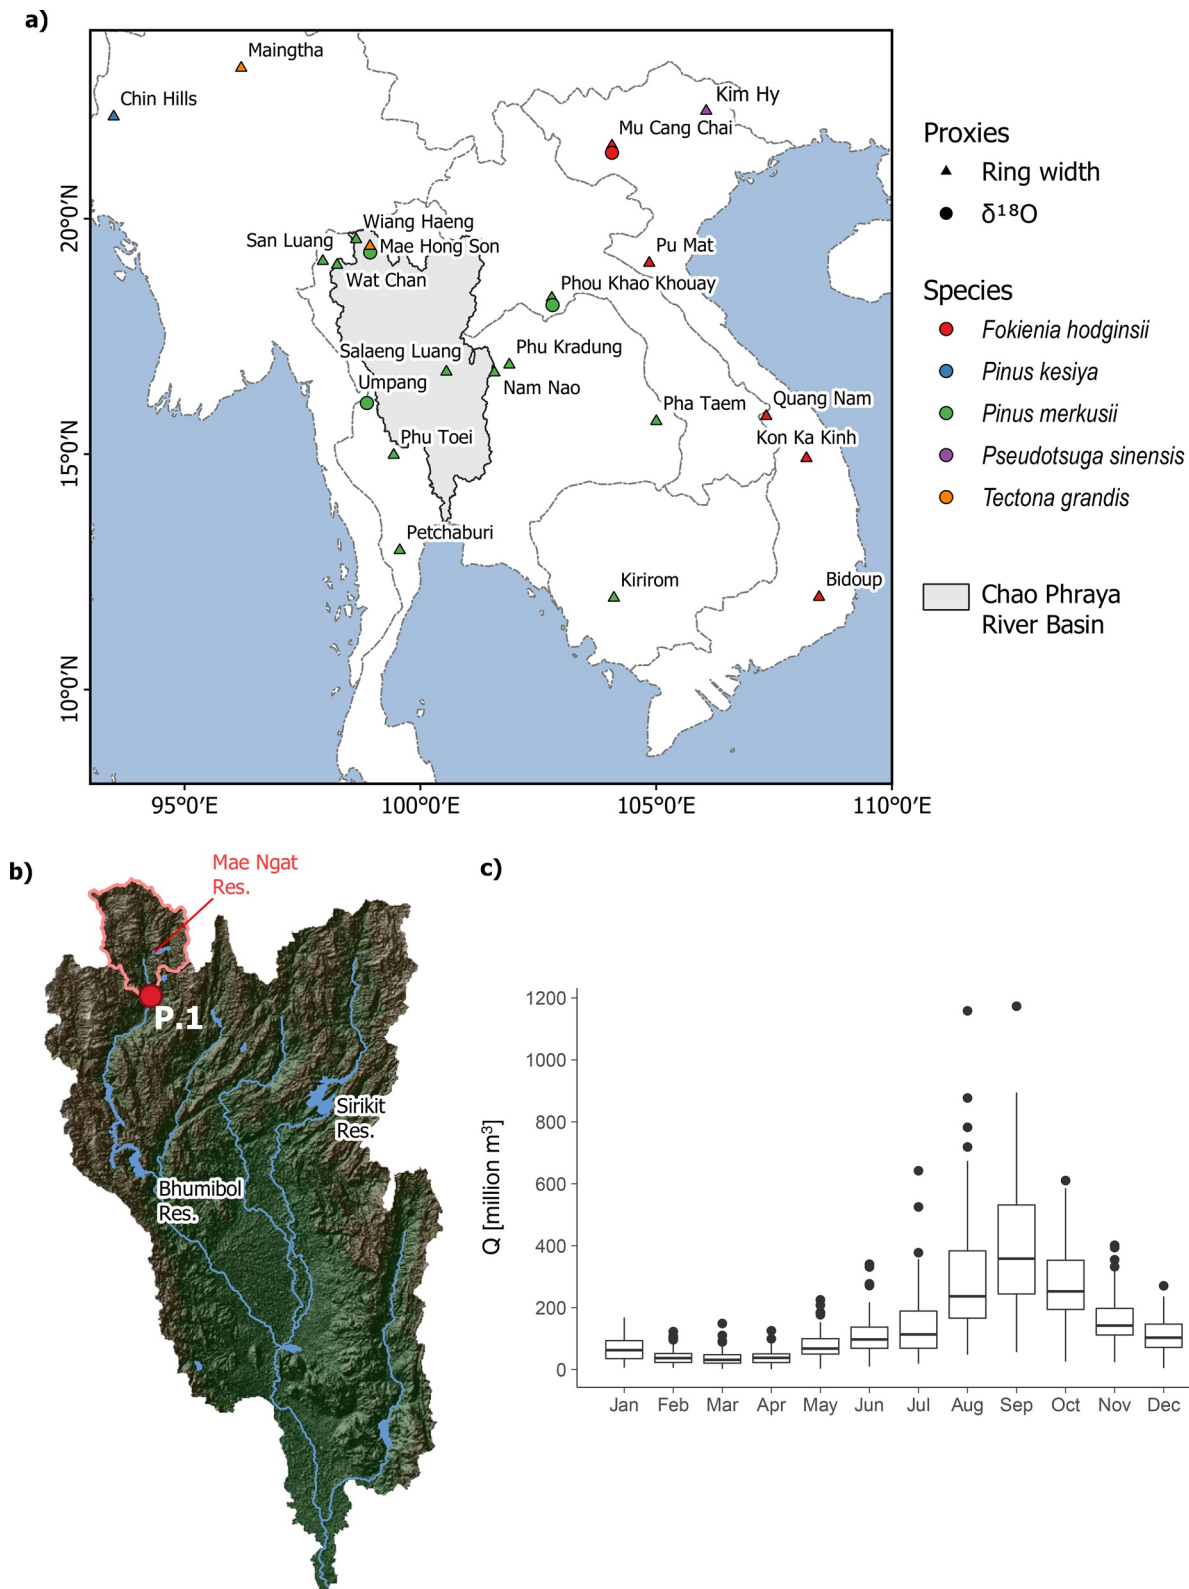 a)
Maingtha
Chin Hills
Kim Hy
Mu Cang Chai
Wiang Haeng
San Luang
Mae Hong Son
Wat Chan
Pu Mat
Phou Khao Khouay
Salaeng Luang
Phu Kradung
Umpang
Nam Nao
Pha Taem
Quang Nam
Phu Toei
Kon Ka Kinh
Petchaburi
Kirirom
Bidoup
20°0′N
15°0′N
10°0′N
95°0′E
100°0′E
105°0′E
110°0′E
Proxies
Ring width
δ¹⁸O
Species
Fokienia hodginsii
Pinus kesiya
Pinus merkusii
Pseudotsuga sinensis
Tectona grandis
Chao Phraya
River Basin
b)
Mae Ngat
Res.
P.1
Sirikit
Res.
Bhumibol
Res.
c)
Q [million m³]
1200
1000
800
600
400
200
0
Jan Feb Mar Apr May Jun Jul Aug Sep Oct Nov Dec